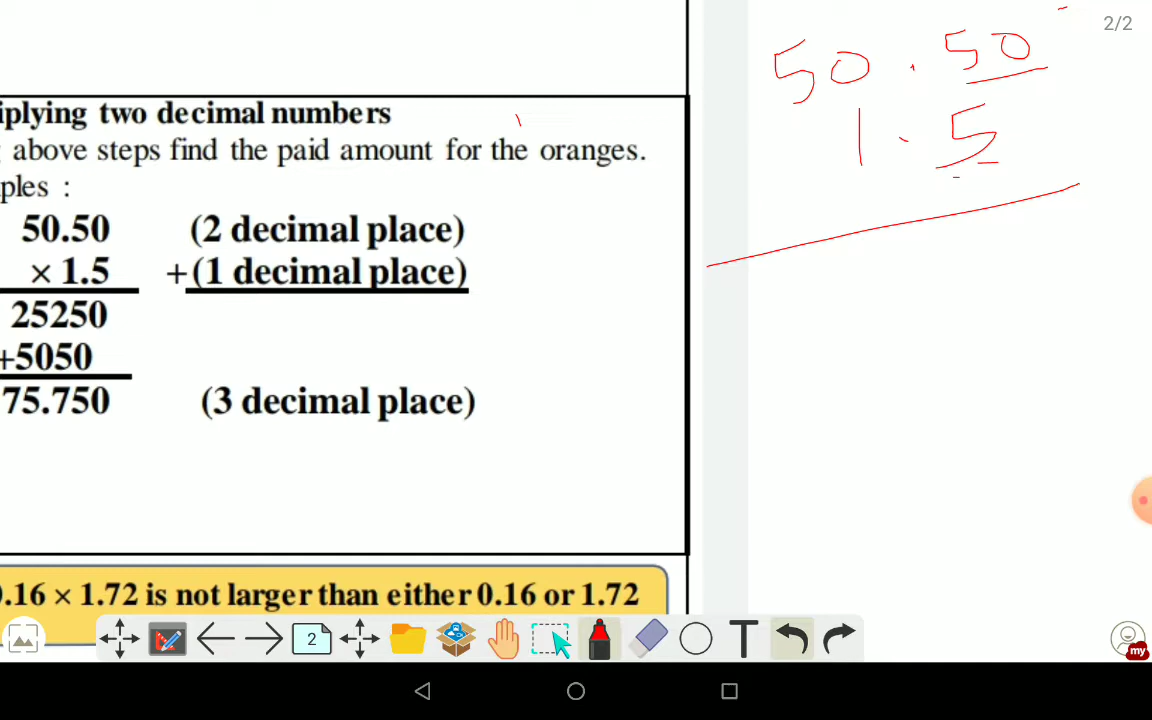 iplying two decimal numbers
above steps find the paid amount for the oranges.
ples :
50.50 (2 decimal place)
× 1.5 +(1 decimal place)
25250
+5050
75.750 (3 decimal place)
0.16 × 1.72 is not larger than either 0.16 or 1.72
50.50
1.5
2/2
2
T
my